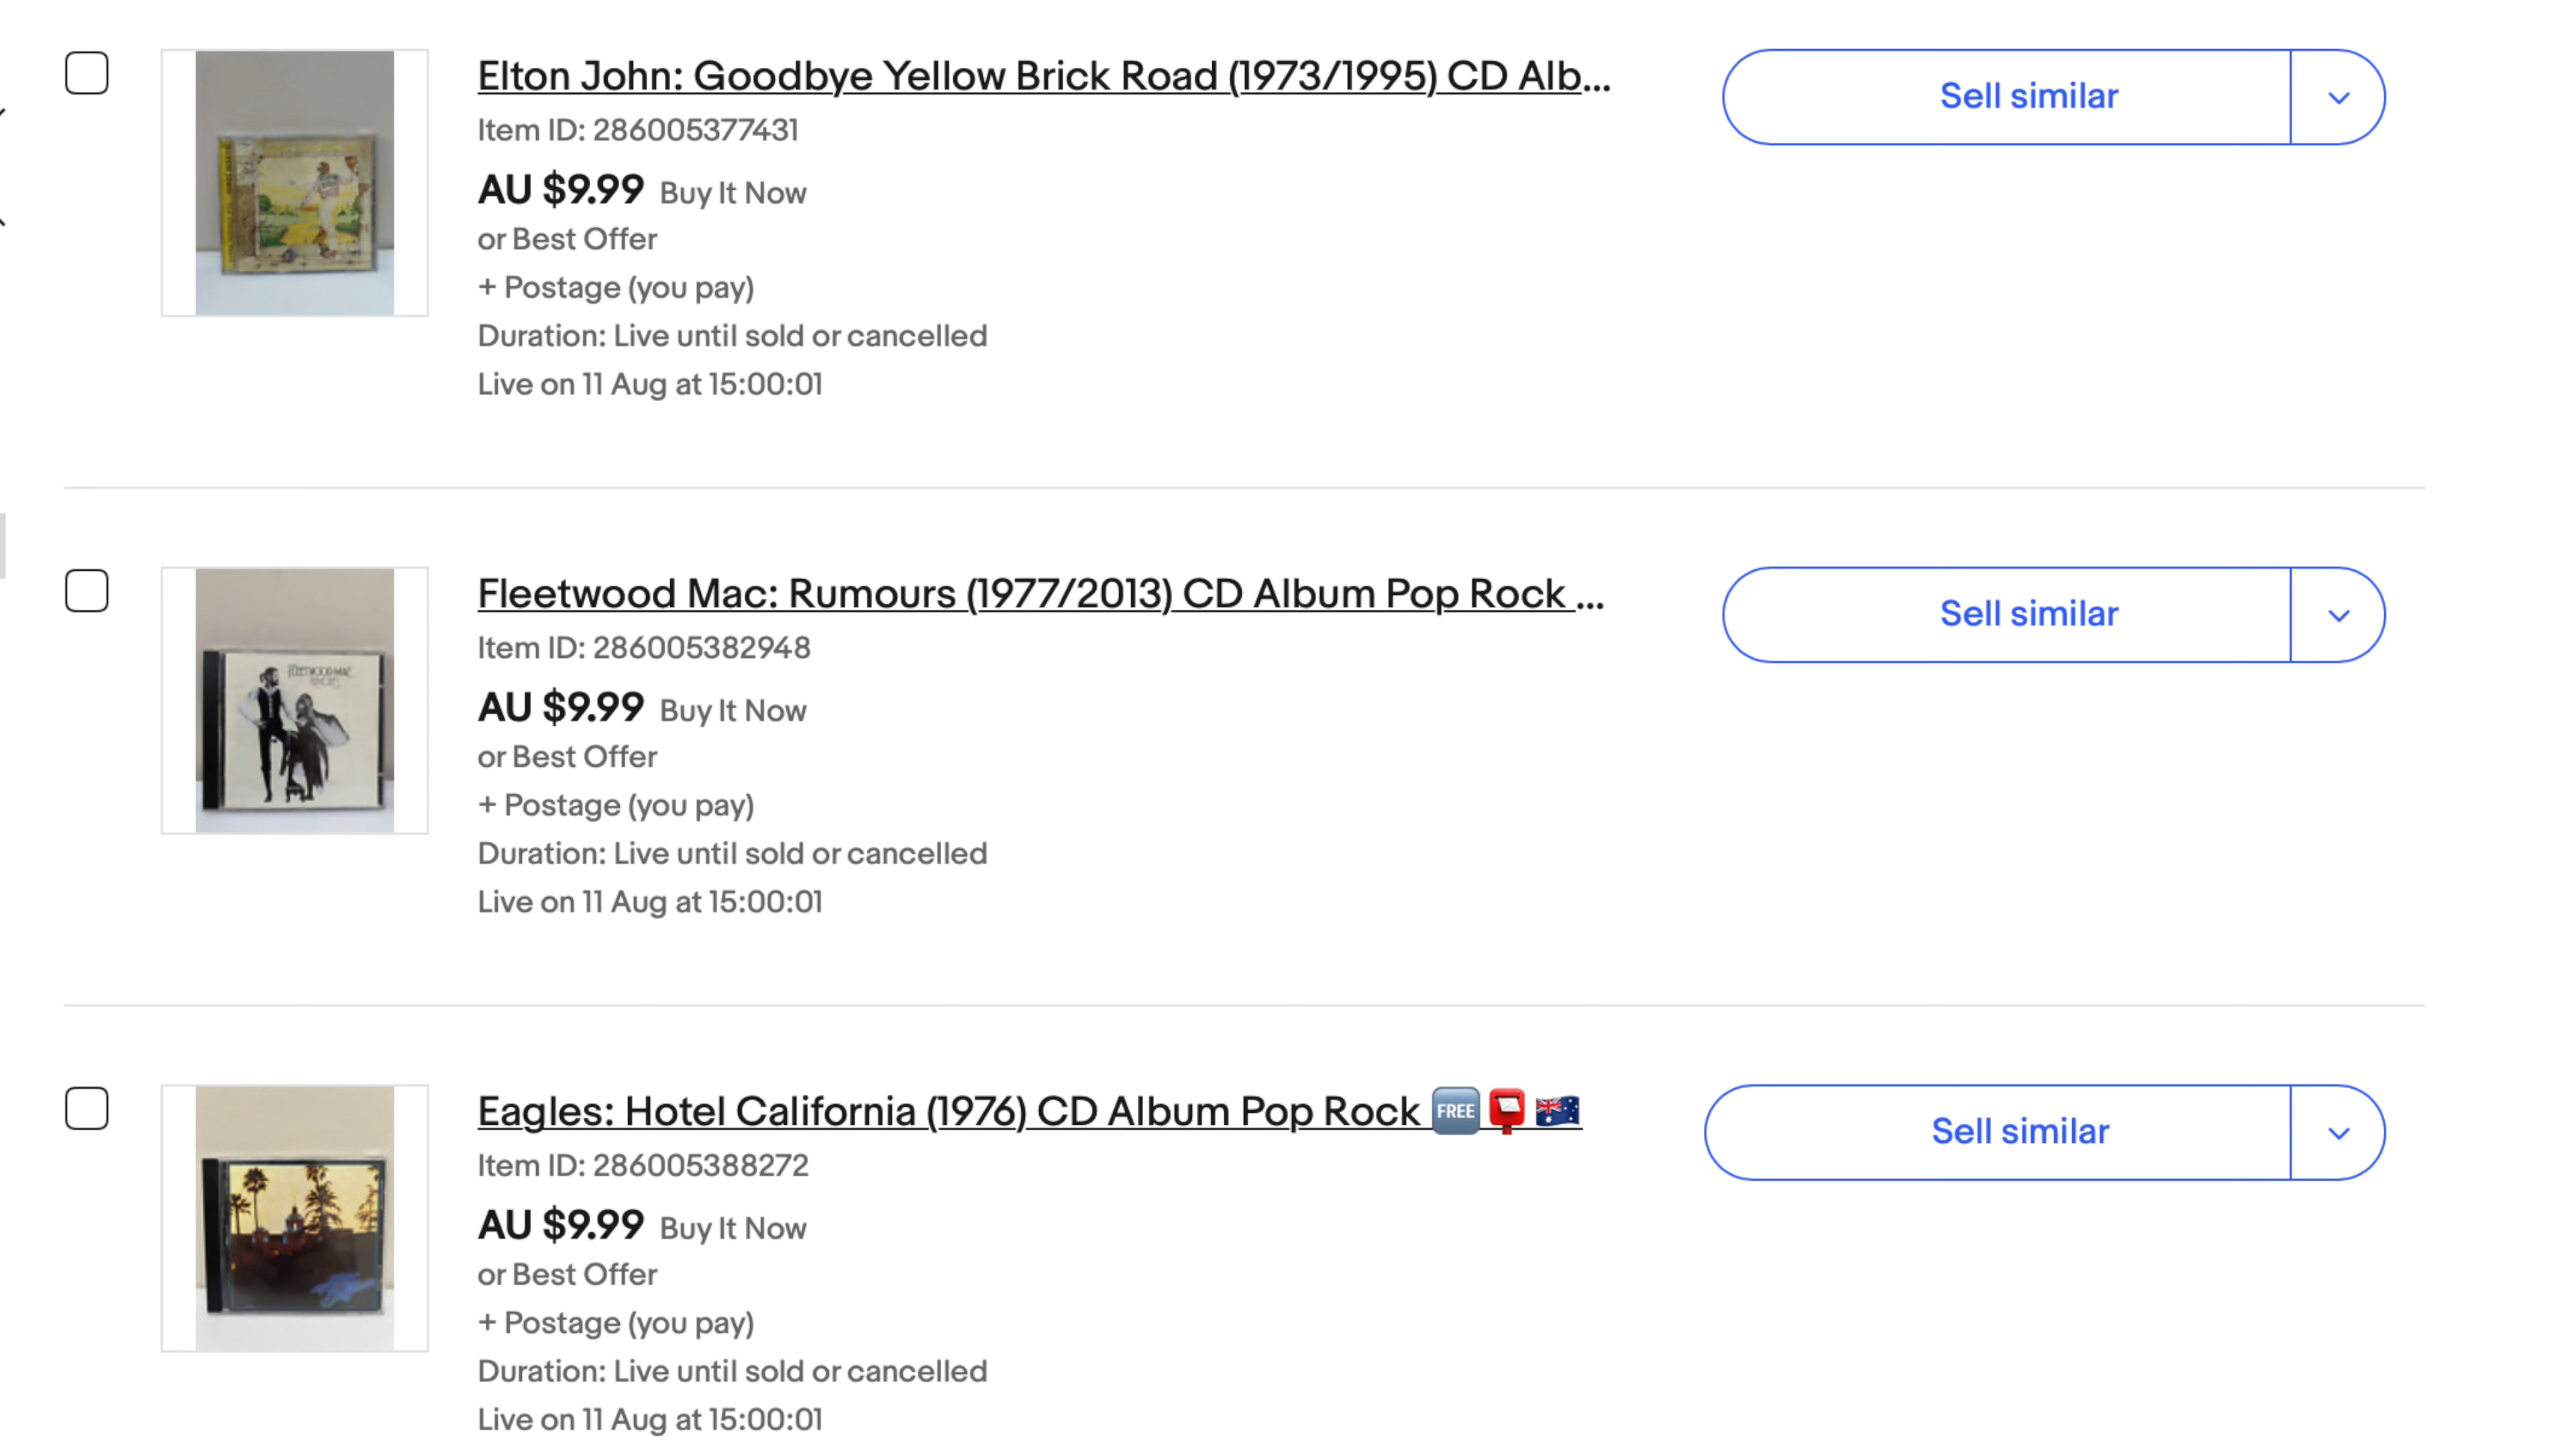 Elton John: Goodbye Yellow Brick Road (1973/1995) CD Alb...
Item ID: 286005377431
AU $9.99 Buy It Now
or Best Offer
+ Postage (you pay)
Duration: Live until sold or cancelled
Live on 11 Aug at 15:00:01
Sell similar
Fleetwood Mac: Rumours (1977/2013) CD Album Pop Rock ...
Item ID: 286005382948
AU $9.99 Buy It Now
or Best Offer
+ Postage (you pay)
Duration: Live until sold or cancelled
Live on 11 Aug at 15:00:01
Sell similar
FLEETWOOD MAC
RUMOURS
Eagles: Hotel California (1976) CD Album Pop Rock 🆓 📮 🇦🇺
Item ID: 286005388272
AU $9.99 Buy It Now
or Best Offer
+ Postage (you pay)
Duration: Live until sold or cancelled
Live on 11 Aug at 15:00:01
Sell similar